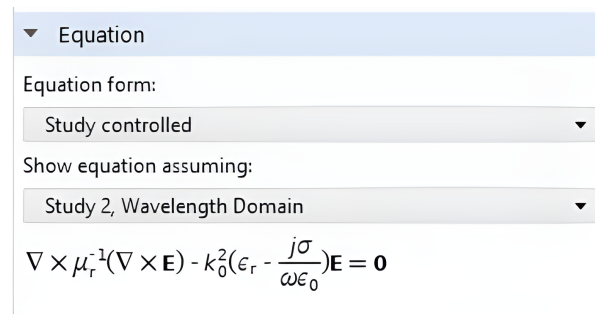 Equation
Equation form:
Study controlled
Show equation assuming:
Study 2, Wavelength Domain
∇ × μᵣ⁻¹(∇ × E) - k₀²(ϵᵣ - jσ/ωϵ₀)E = 0